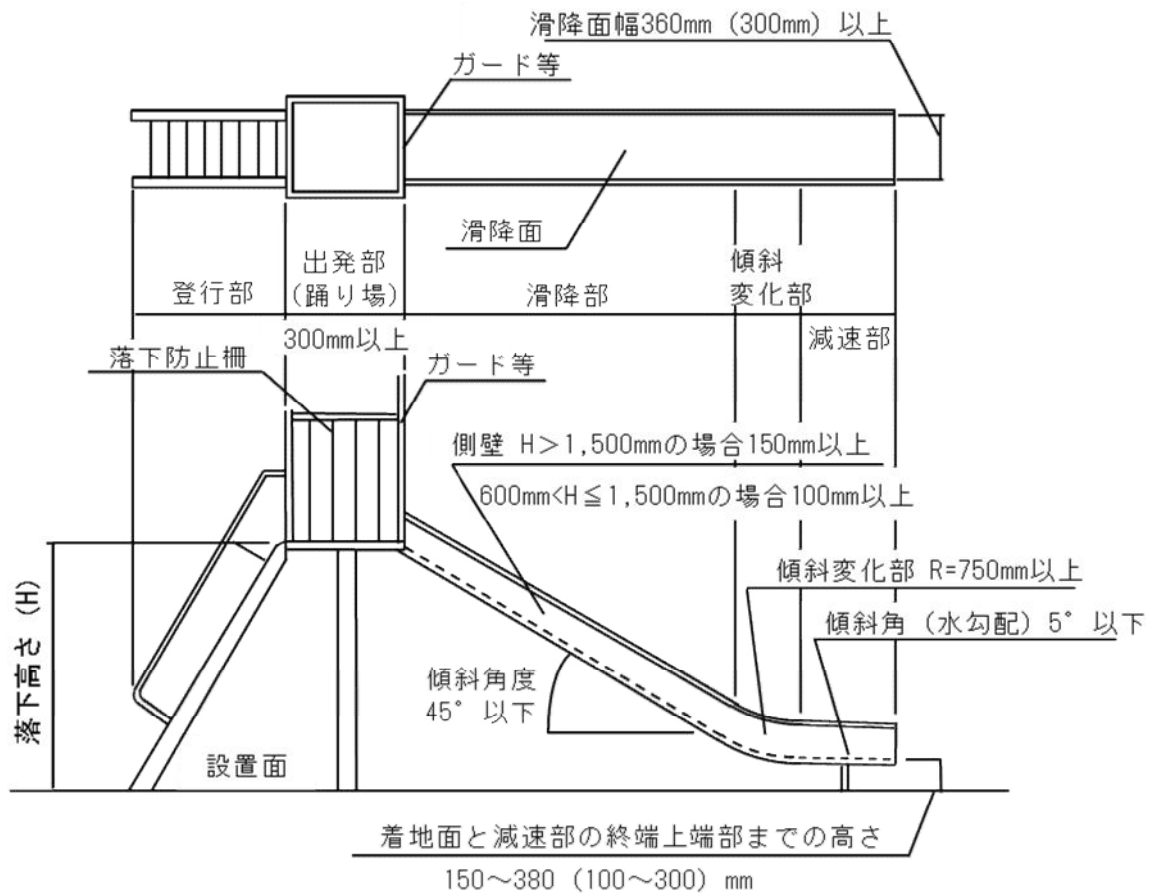 滑降面幅360mm (300mm) 以上
ガード等
滑降面
登行部
出発部
(踊り場)
滑降部
傾斜
変化部
減速部
300mm以上
落下防止柵
ガード等
側壁 H>1,500mmの場合150mm以上
600mm<H≦1,500mmの場合100mm以上
傾斜変化部 R=750mm以上
傾斜角 (水勾配) 5°以下
落下高さ (H)
傾斜角度
45°以下
設置面
着地面と減速部の終端上端部までの高さ
150~380 (100~300) mm